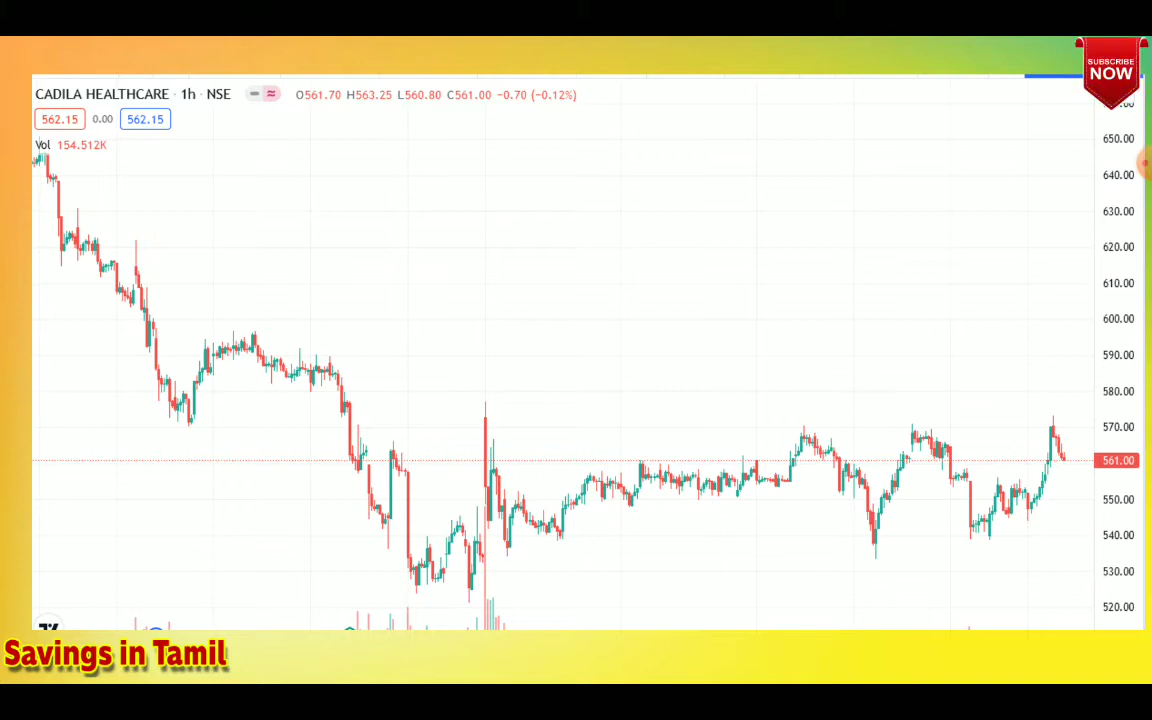 SUBSCRIBE
NOW
CADILA HEALTHCARE · 1h · NSE O561.70 H563.25 L560.80 C561.00 −0.70 (−0.12%)
562.15 0.00 562.15
Vol 154.512K
650.00
640.00
630.00
620.00
610.00
600.00
590.00
580.00
570.00
561.00
550.00
540.00
530.00
520.00
Savings in Tamil